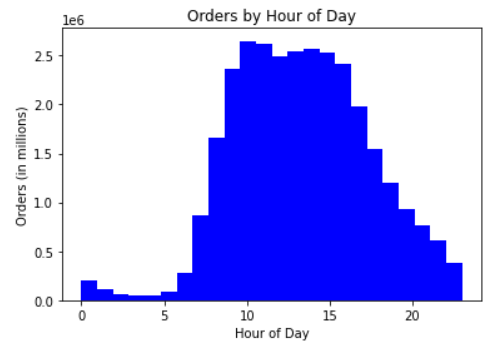 Orders by Hour of Day
1e6
2.5
2.0
1.5
1.0
0.5
0.0
Orders (in millions)
0 5 10 15 20
Hour of Day